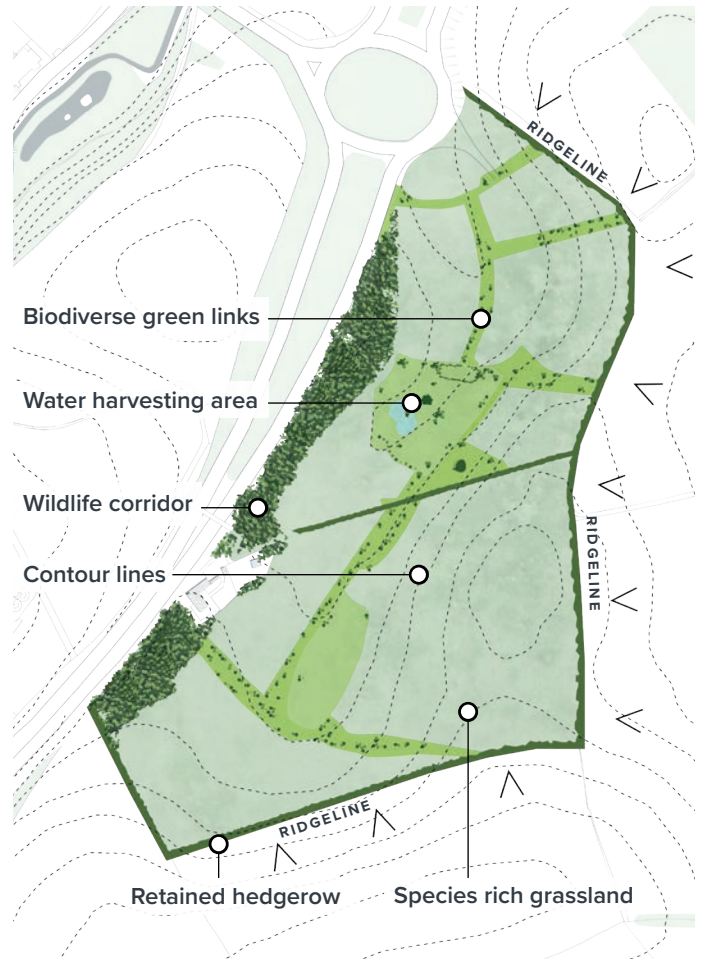 RIDGELINE
Biodiverse green links
Water harvesting area
Wildlife corridor
RIDGELINE
Contour lines
RIDGELINE
Retained hedgerow
Species rich grassland